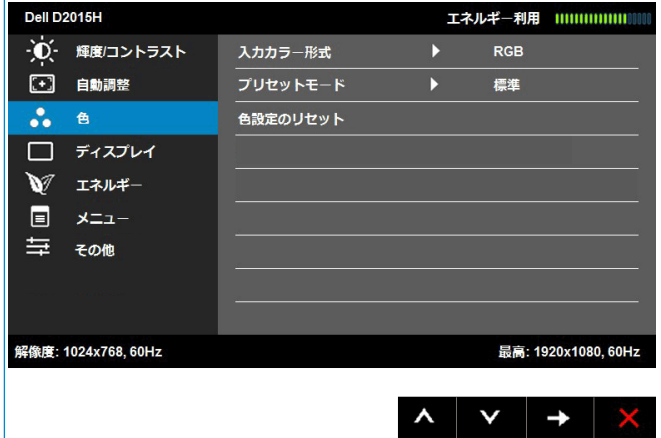 Dell D2015H
エネルギー利用
輝度/コントラスト
自動調整
色
ディスプレイ
エネルギー
メニュー
その他
入力カラー形式 RGB
プリセットモード 標準
色設定のリセット
解像度: 1024x768, 60Hz
最高: 1920x1080, 60Hz